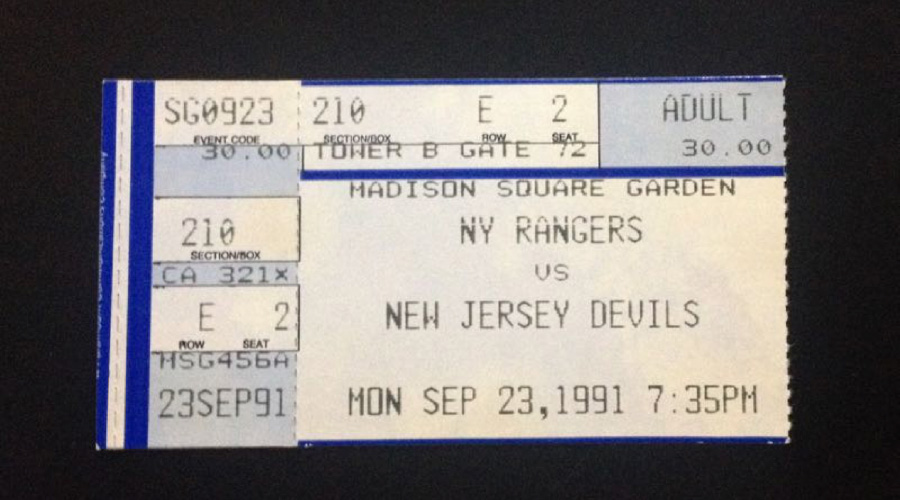 SG0923
EVENT CODE
30.00
210
SECTION/BOX
CA 321X
E 2
ROW SEAT
MSG456A
23SEP91
210 E 2 ADULT
SECTION/BOX ROW SEAT
TOWER B GATE 72 30.00
MADISON SQUARE GARDEN
NY RANGERS
VS
NEW JERSEY DEVILS
MON SEP 23,1991 7:35PM